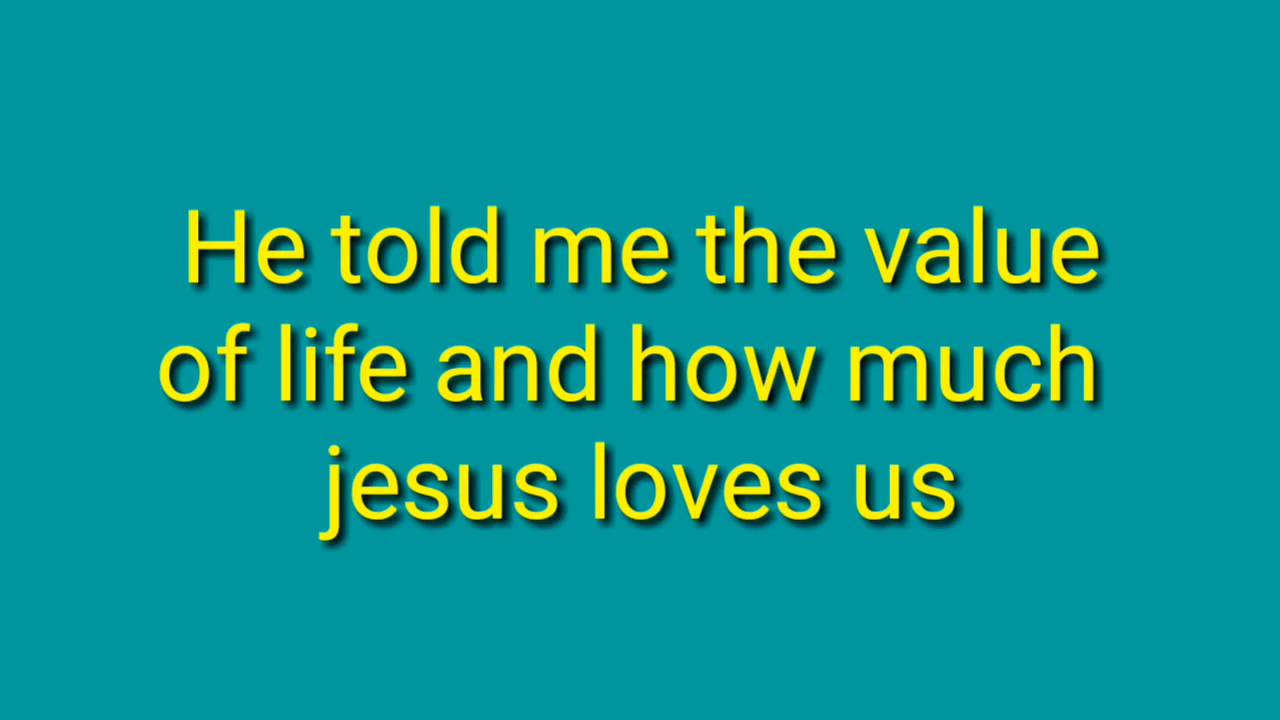 He told me the value
of life and how much
jesus loves us